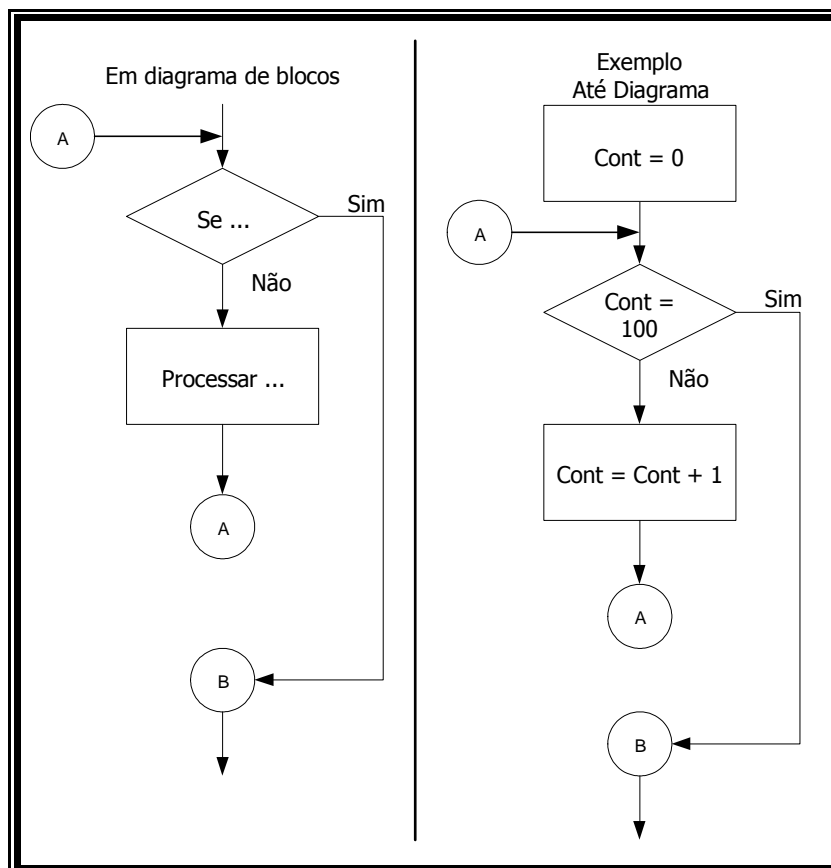 Em diagrama de blocos
A
Se ...
Sim
Não
Processar ...
A
B
Exemplo
Até Diagrama
Cont = 0
A
Cont =
100
Sim
Não
Cont = Cont + 1
A
B